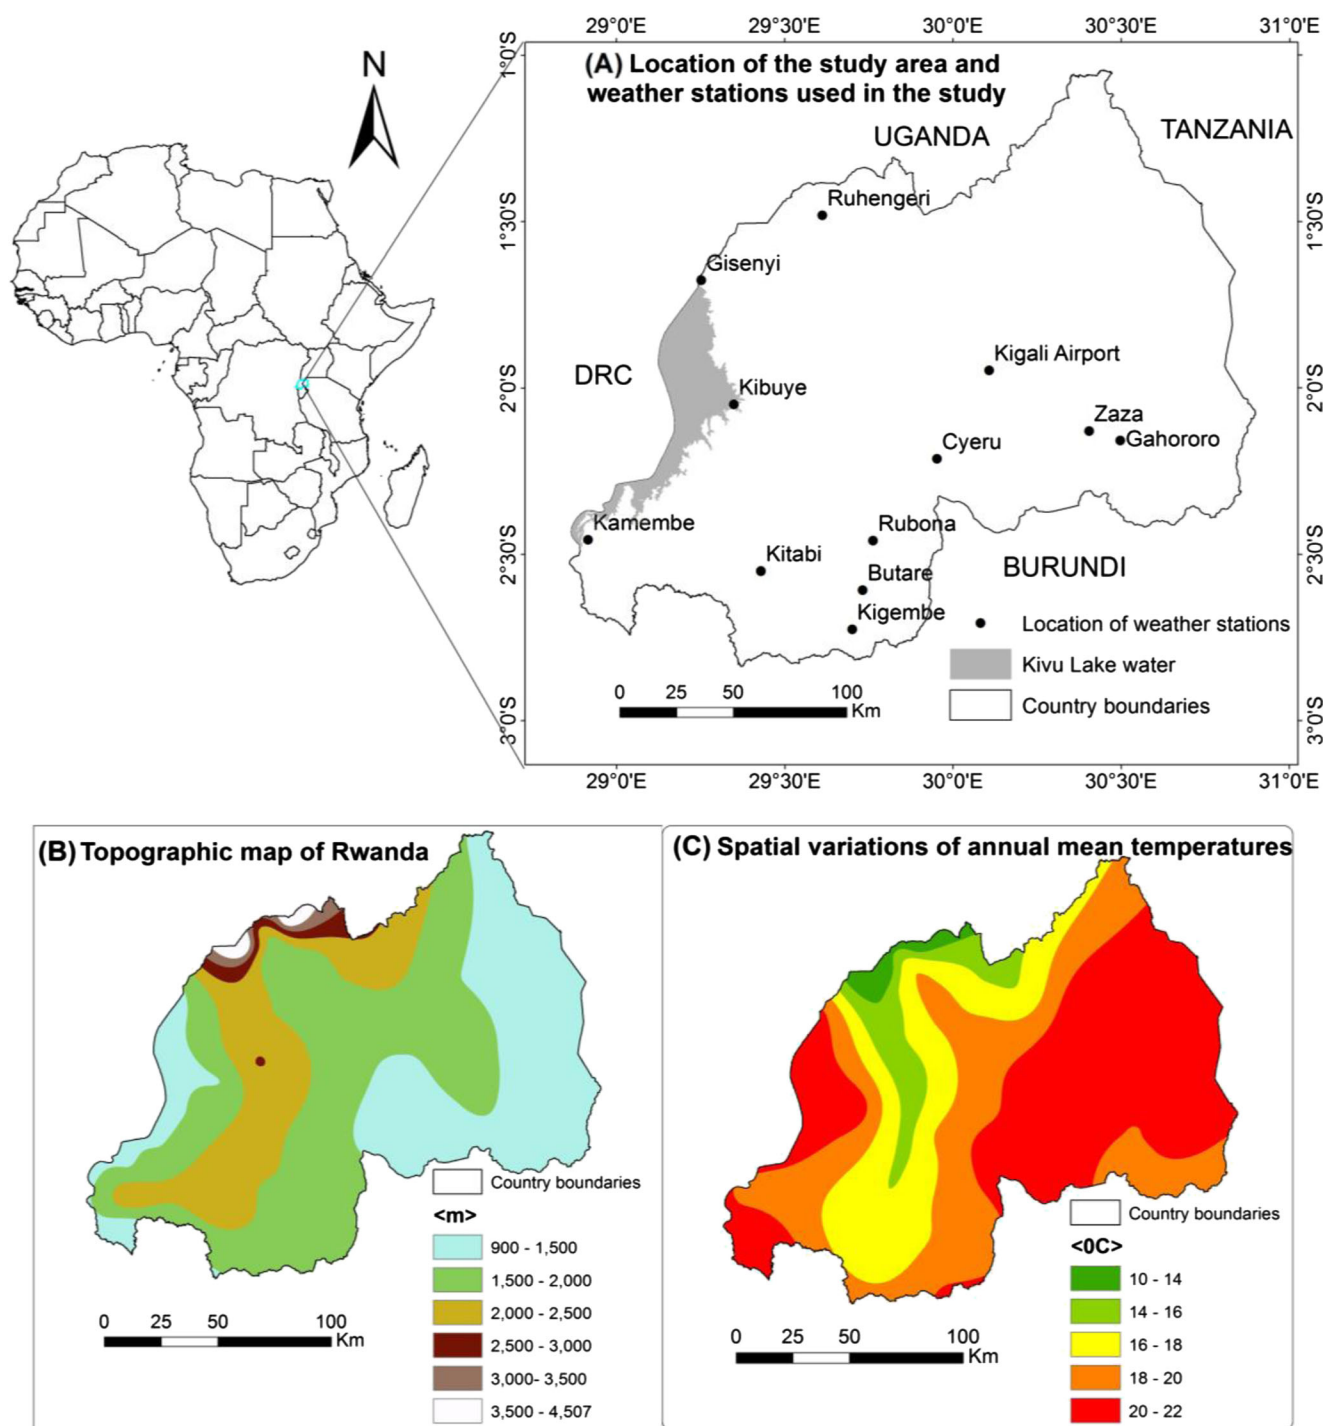 N
29°0'E 29°30'E 30°0'E 30°30'E 31°0'E
(A) Location of the study area and
weather stations used in the study
1°0'S
1°0'S
UGANDA
TANZANIA
Ruhengeri
1°30'S
1°30'S
Gisenyi
Kigali Airport
DRC
Kibuye
2°0'S
2°0'S
Zaza
Gahororo
Cyeru
Kamembe
Rubona
2°30'S
2°30'S
Kitabi
Butare
BURUNDI
Kigembe
Location of weather stations
Kivu Lake water
0 25 50 100
Km
Country boundaries
3°0'S
3°0'S
29°0'E 29°30'E 30°0'E 30°30'E 31°0'E
(B) Topographic map of Rwanda
Country boundaries
<m>
900 - 1,500
1,500 - 2,000
2,000 - 2,500
2,500 - 3,000
3,000- 3,500
3,500 - 4,507
0 25 50 100
Km
(C) Spatial variations of annual mean temperatures
Country boundaries
<0C>
10 - 14
14 - 16
16 - 18
18 - 20
20 - 22
0 25 50 100
Km